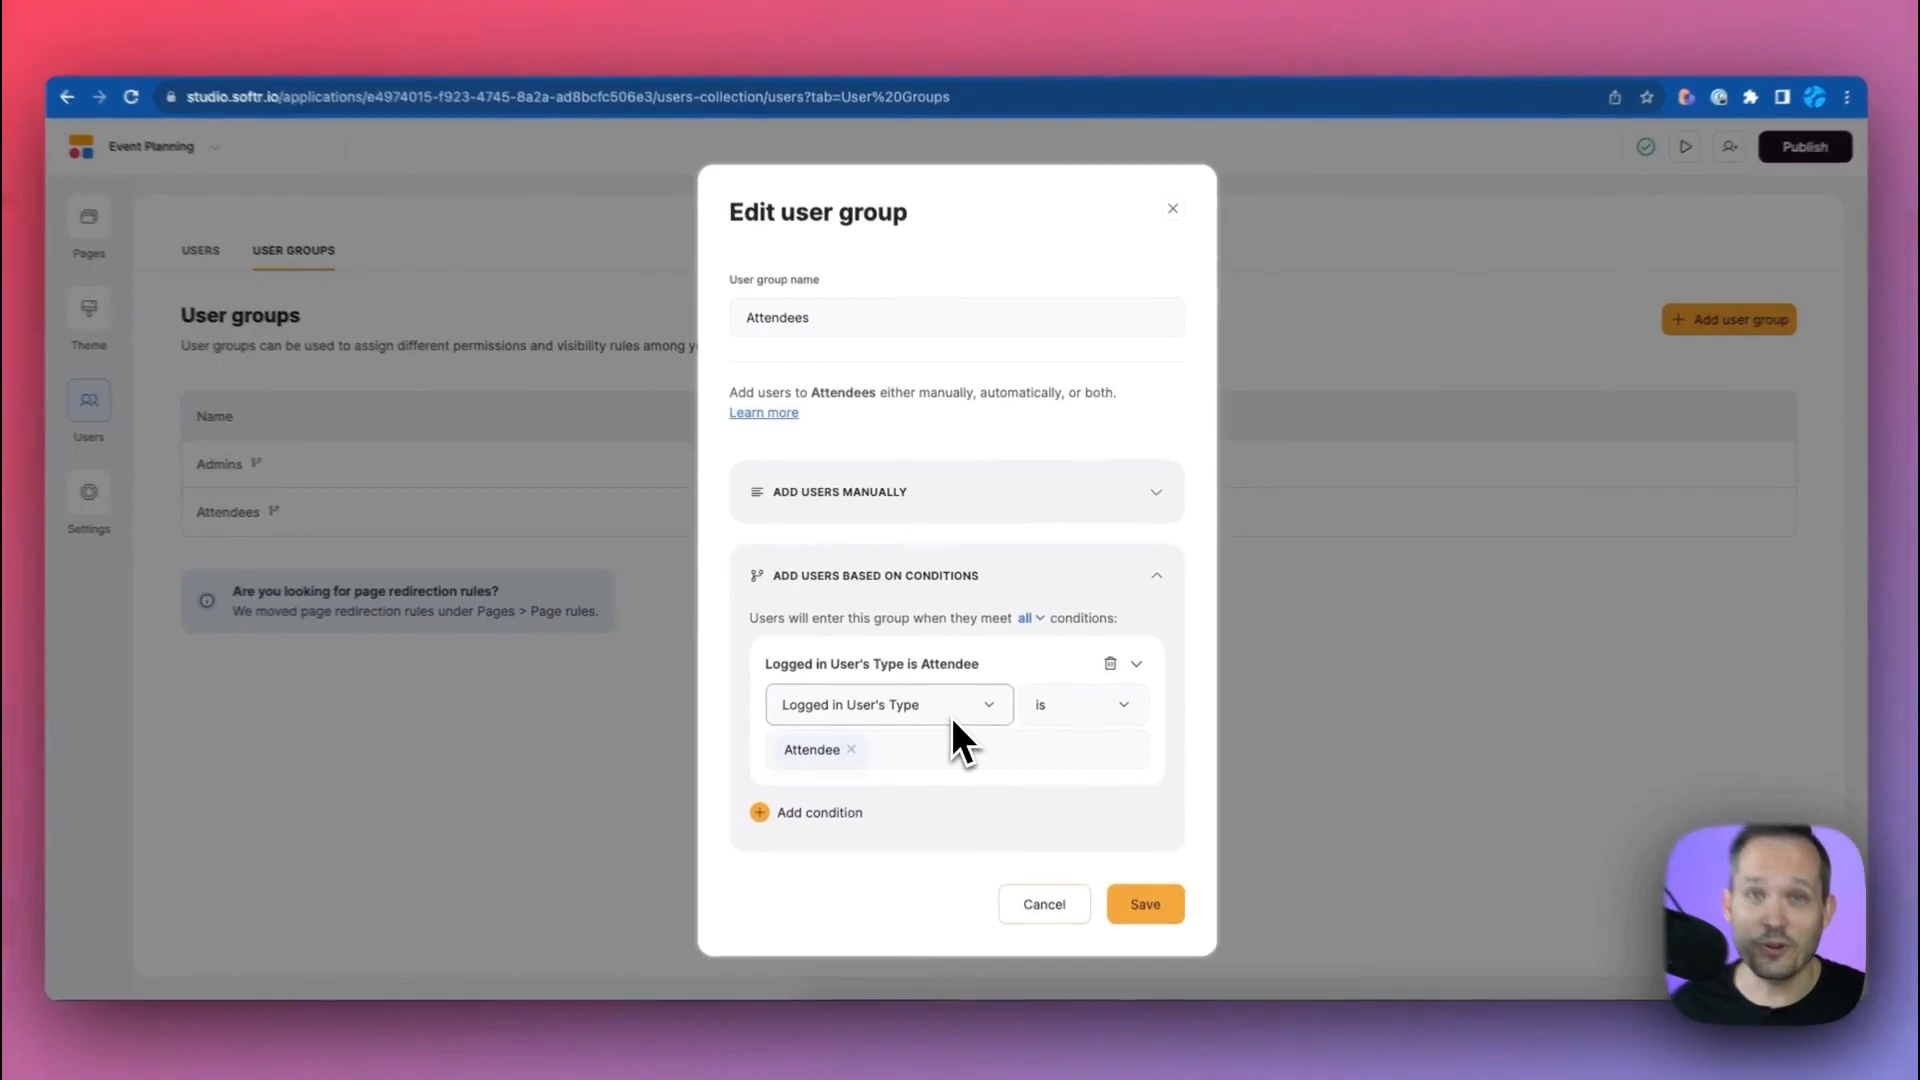 studio.softr.io/applications/e4974015-f923-4745-8a2a-ad8bcfc506e3/users-collection/users?tab=User%20Groups
Event Planning
Publish
Pages
Theme
Users
Settings
USERS
USER GROUPS
User groups
User groups can be used to assign different permissions and visibility rules among y
Add user group
Name
Admins
Attendees
Are you looking for page redirection rules?
We moved page redirection rules under Pages > Page rules.
Edit user group
User group name
Attendees
Add users to Attendees either manually, automatically, or both.
Learn more
ADD USERS MANUALLY
ADD USERS BASED ON CONDITIONS
Users will enter this group when they meet all conditions:
Logged in User's Type is Attendee
Logged in User's Type
is
Attendee
Add condition
Cancel
Save